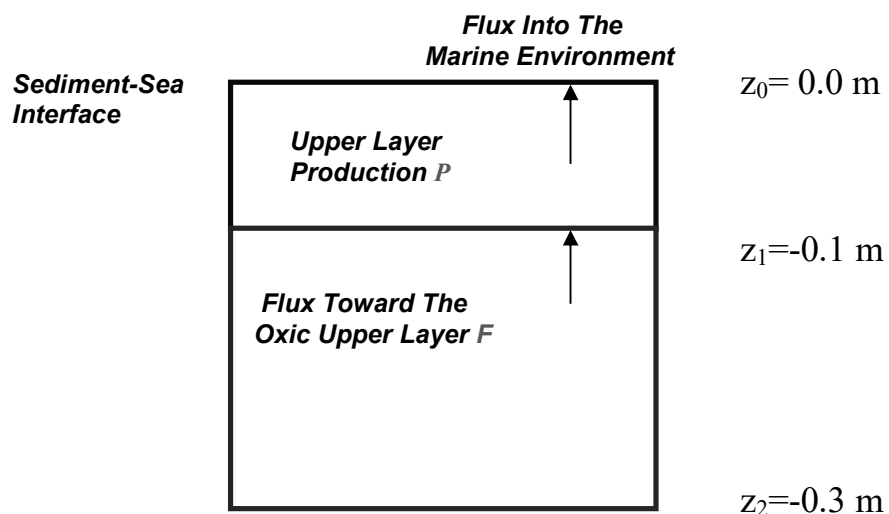 Flux Into The
Marine Environment
Sediment-Sea
Interface
z₀= 0.0 m
Upper Layer
Production P
z₁=-0.1 m
Flux Toward The
Oxic Upper Layer F
z₂=-0.3 m